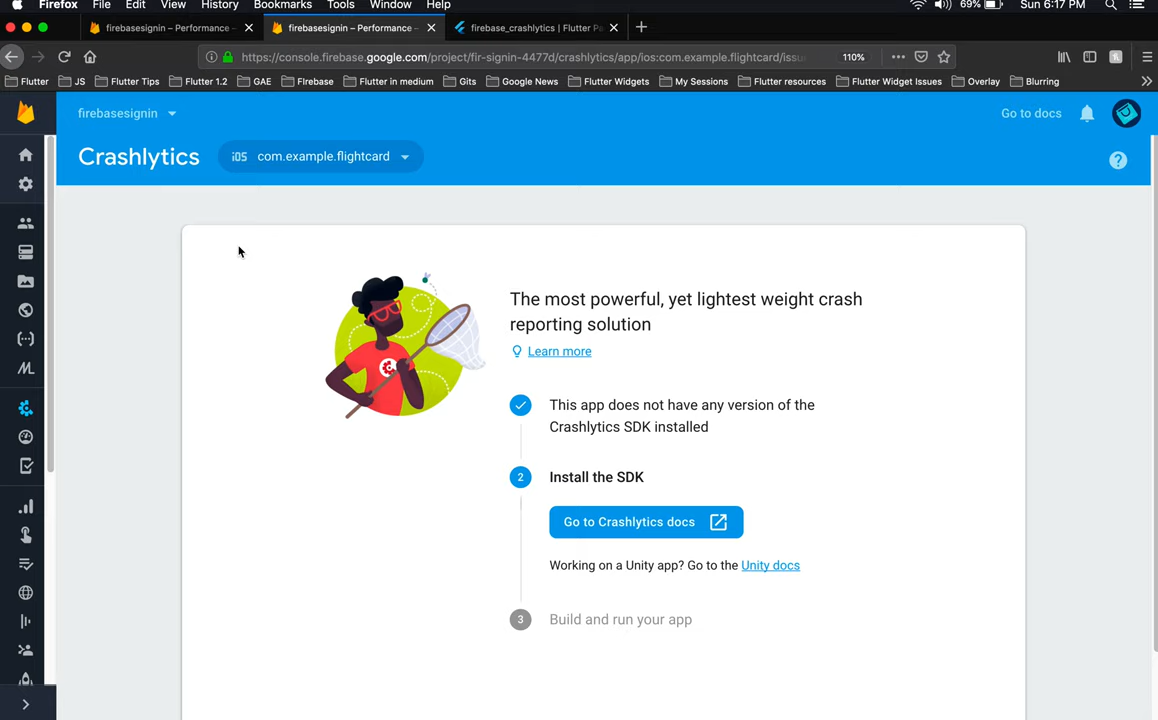 Firefox File Edit View History Bookmarks Tools Window Help 69% Sun 6:17 PM
firebasesignin – Performance – firebasesignin – Performance – firebase_crashlytics | Flutter Pa
https://console.firebase.google.com/project/fir-signin-4477d/crashlytics/app/ios:com.example.flightcard/issu 110%
Flutter JS Flutter Tips Flutter 1.2 GAE FIrebase Flutter in medium Gits Google News Flutter Widgets My Sessions Flutter resources Flutter Widget Issues Overlay Blurring
firebasesignin Go to docs
Crashlytics iOS com.example.flightcard
The most powerful, yet lightest weight crash
reporting solution
Learn more
This app does not have any version of the
Crashlytics SDK installed
2 Install the SDK
Go to Crashlytics docs
Working on a Unity app? Go to the Unity docs
3 Build and run your app